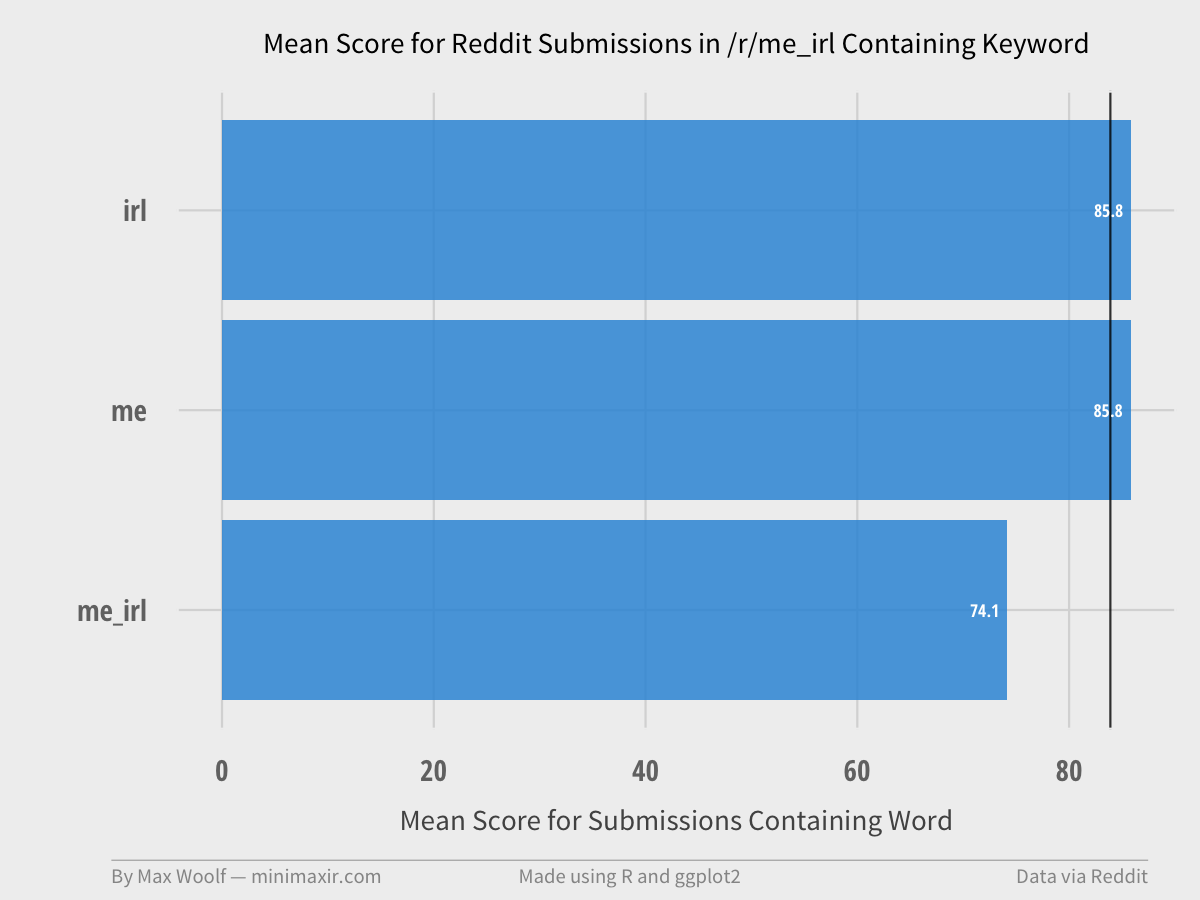 Mean Score for Reddit Submissions in /r/me_irl Containing Keyword
irl
85.8
me
85.8
me_irl
74.1
0 20 40 60 80
Mean Score for Submissions Containing Word
By Max Woolf — minimaxir.com Made using R and ggplot2 Data via Reddit